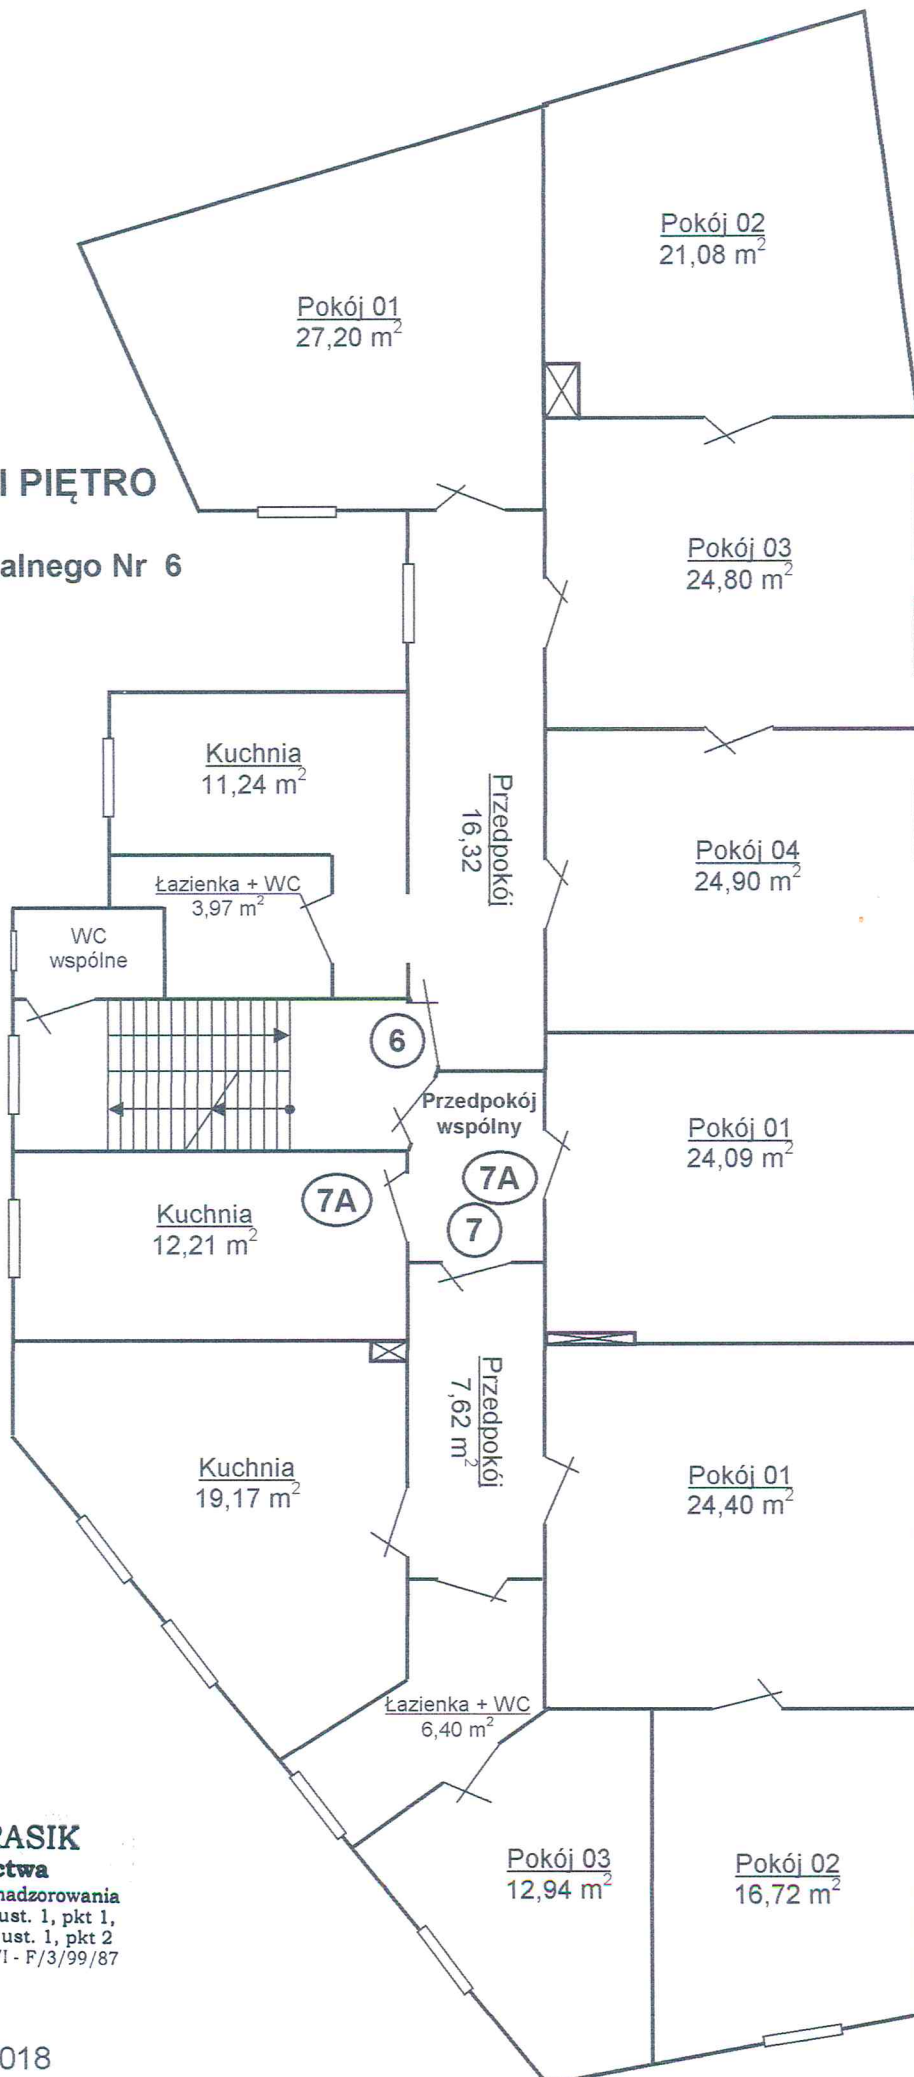 Pokój 02
21,08 m²
Pokój 01
27,20 m²
I PIĘTRO
Pokój 03
24,80 m²
alnego Nr 6
Kuchnia
11,24 m²
Przedpokój
16,32
Pokój 04
24,90 m²
Łazienka + WC
3,97 m²
WC
wspólne
6
Przedpokój
wspólny
Pokój 01
24,09 m²
7A
7A
7
Kuchnia
12,21 m²
Przedpokój
7,62 m²
Kuchnia
19,17 m²
Pokój 01
24,40 m²
Łazienka + WC
6,40 m²
RASIK
ctwa
nadzorowania
ust. 1, pkt 1,
ust. 1, pkt 2
/I - F/3/99/87
Pokój 03
12,94 m²
Pokój 02
16,72 m²
018